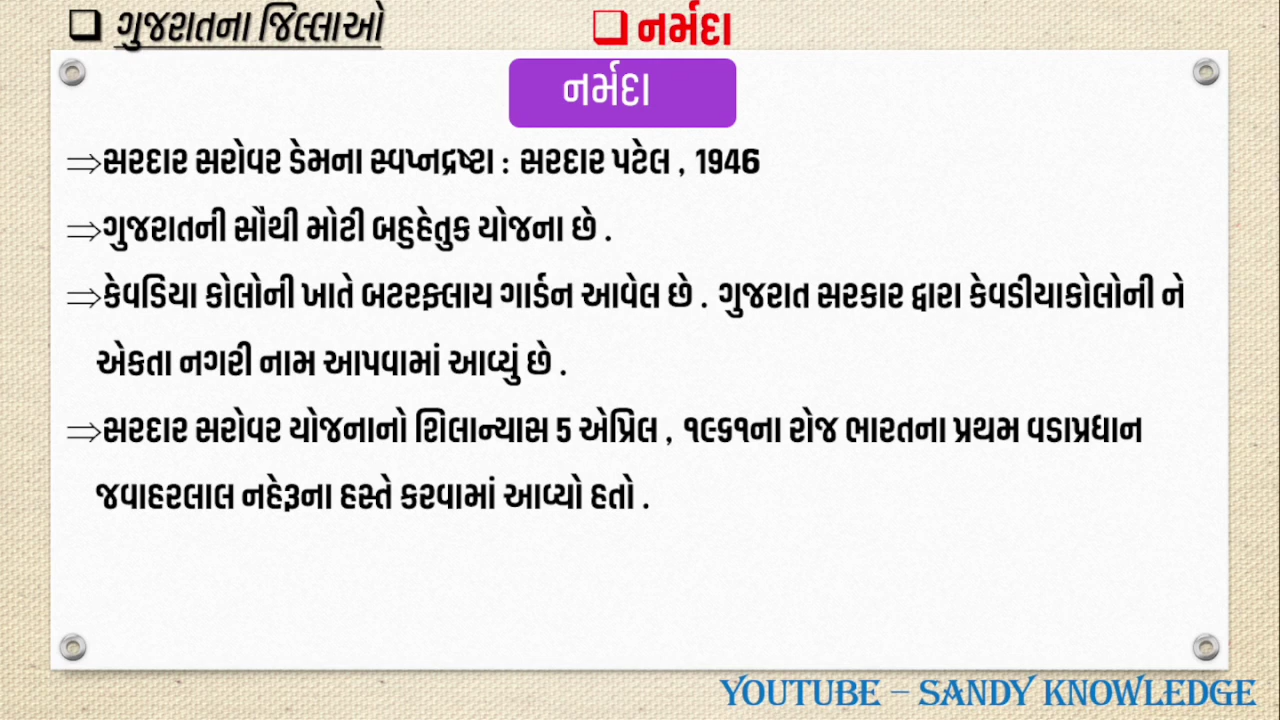 ❑ ગુજરાતના જિલ્લાઓ ❑ નર્મદા
નર્મદા
⇒સરદાર સરોવર ડેમના સ્વપ્નદ્રષ્ટા : સરદાર પટેલ , 1946
⇒ગુજરાતની સૌથી મોટી બહુહેતુક યોજના છે .
⇒કેવડિયા કોલોની ખાતે બટરફ્લાય ગાર્ડન આવેલ છે . ગુજરાત સરકાર દ્વારા કેવડીયાકોલોની ને
એકતા નગરી નામ આપવામાં આવ્યું છે .
⇒સરદાર સરોવર યોજનાનો શિલાન્યાસ 5 એપ્રિલ , ૧૯૬૧ના રોજ ભારતના પ્રથમ વડાપ્રધાન
જવાહરલાલ નહેરૂના હસ્તે કરવામાં આવ્યો હતો .
YOUTUBE – SANDY KNOWLEDGE